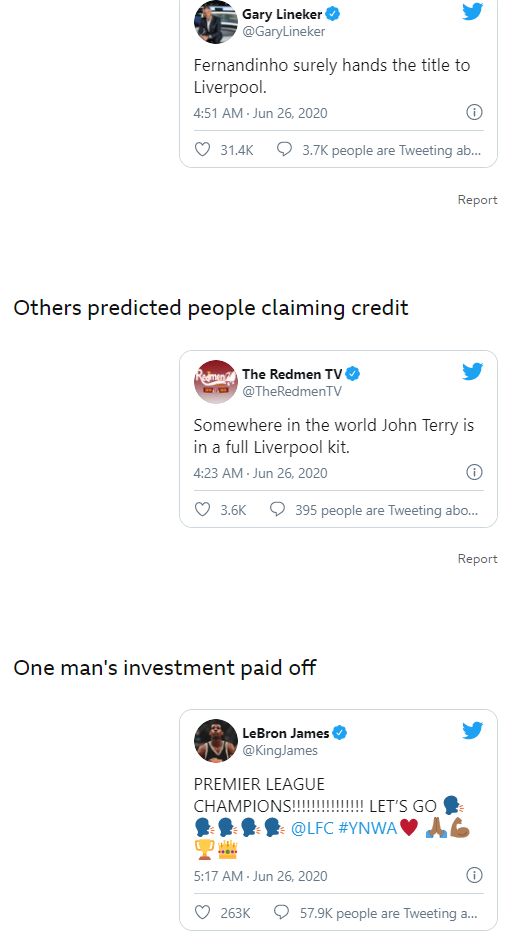 Gary Lineker
@GaryLineker
Fernandinho surely hands the title to
Liverpool.
4:51 AM · Jun 26, 2020
31.4K 3.7K people are Tweeting ab...
Report
Others predicted people claiming credit
Redmen
The Redmen TV
@TheRedmenTV
Somewhere in the world John Terry is
in a full Liverpool kit.
4:23 AM · Jun 26, 2020
3.6K 395 people are Tweeting abo...
Report
One man's investment paid off
LeBron James
@KingJames
PREMIER LEAGUE
CHAMPIONS!!!!!!!!!!!!!!! LET'S GO 🗣
🗣🗣🗣🗣 @LFC #YNWA♥️ 🙏🏾💪🏾
🏆👑
5:17 AM · Jun 26, 2020
263K 57.9K people are Tweeting a...